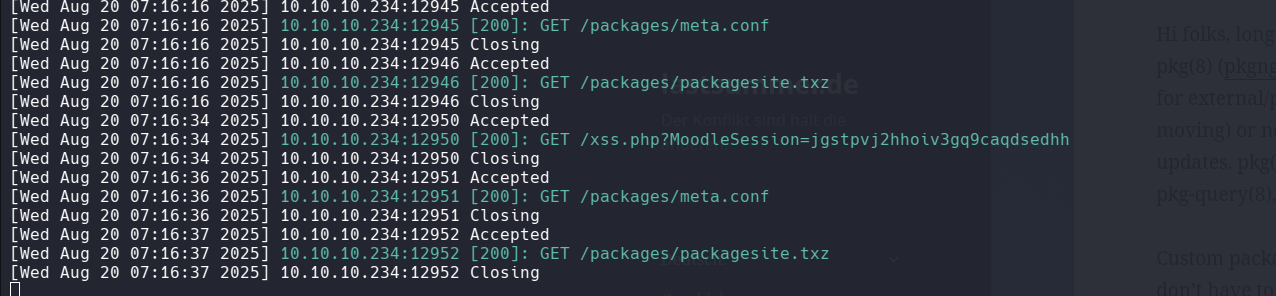 [Wed Aug 20 07:16:16 2025] 10.10.10.234:12945 Accepted
[Wed Aug 20 07:16:16 2025] 10.10.10.234:12945 [200]: GET /packages/meta.conf
[Wed Aug 20 07:16:16 2025] 10.10.10.234:12945 Closing
[Wed Aug 20 07:16:16 2025] 10.10.10.234:12946 Accepted
[Wed Aug 20 07:16:16 2025] 10.10.10.234:12946 [200]: GET /packages/packagesite.txz
[Wed Aug 20 07:16:16 2025] 10.10.10.234:12946 Closing
[Wed Aug 20 07:16:34 2025] 10.10.10.234:12950 Accepted
[Wed Aug 20 07:16:34 2025] 10.10.10.234:12950 [200]: GET /xss.php?MoodleSession=jgstpvj2hhoiv3gq9caqdsedhh
[Wed Aug 20 07:16:34 2025] 10.10.10.234:12950 Closing
[Wed Aug 20 07:16:36 2025] 10.10.10.234:12951 Accepted
[Wed Aug 20 07:16:36 2025] 10.10.10.234:12951 [200]: GET /packages/meta.conf
[Wed Aug 20 07:16:36 2025] 10.10.10.234:12951 Closing
[Wed Aug 20 07:16:37 2025] 10.10.10.234:12952 Accepted
[Wed Aug 20 07:16:37 2025] 10.10.10.234:12952 [200]: GET /packages/packagesite.txz
[Wed Aug 20 07:16:37 2025] 10.10.10.234:12952 Closing
Der Konflikt sind halt die
Hi folks, long
pkg(8) (pkgng
for external/p
moving) or n
updates. pkg(
pkg-query(8)
Custom packa
don't have to